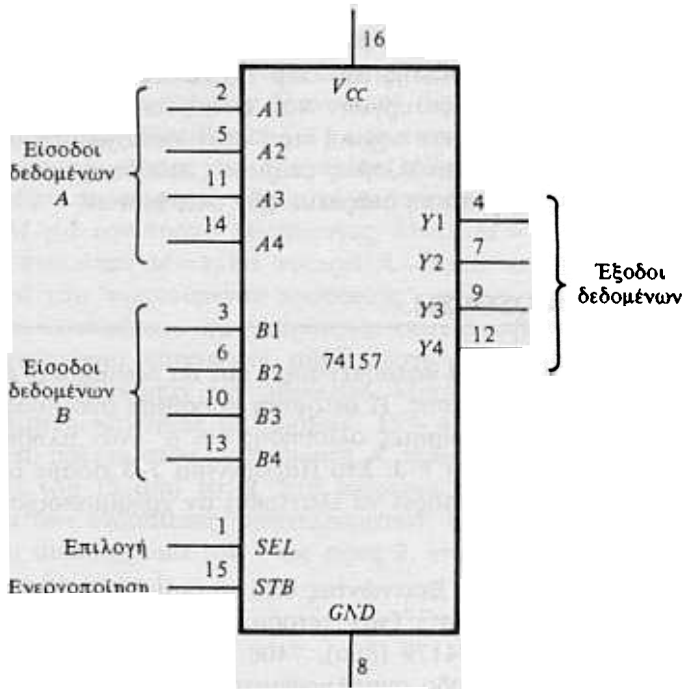 16
VCC
2
A1
5
Είσοδοι
A2
δεδομένων
11
A
A3
14
A4
4
Y1
7
Y2
Έξοδοι
9
δεδομένων
Y3
12
Y4
3
B1
74157
6
Είσοδοι
B2
δεδομένων
10
B
B3
13
B4
1
Επιλογή
SEL
15
Ενεργοποίηση
STB
GND
8